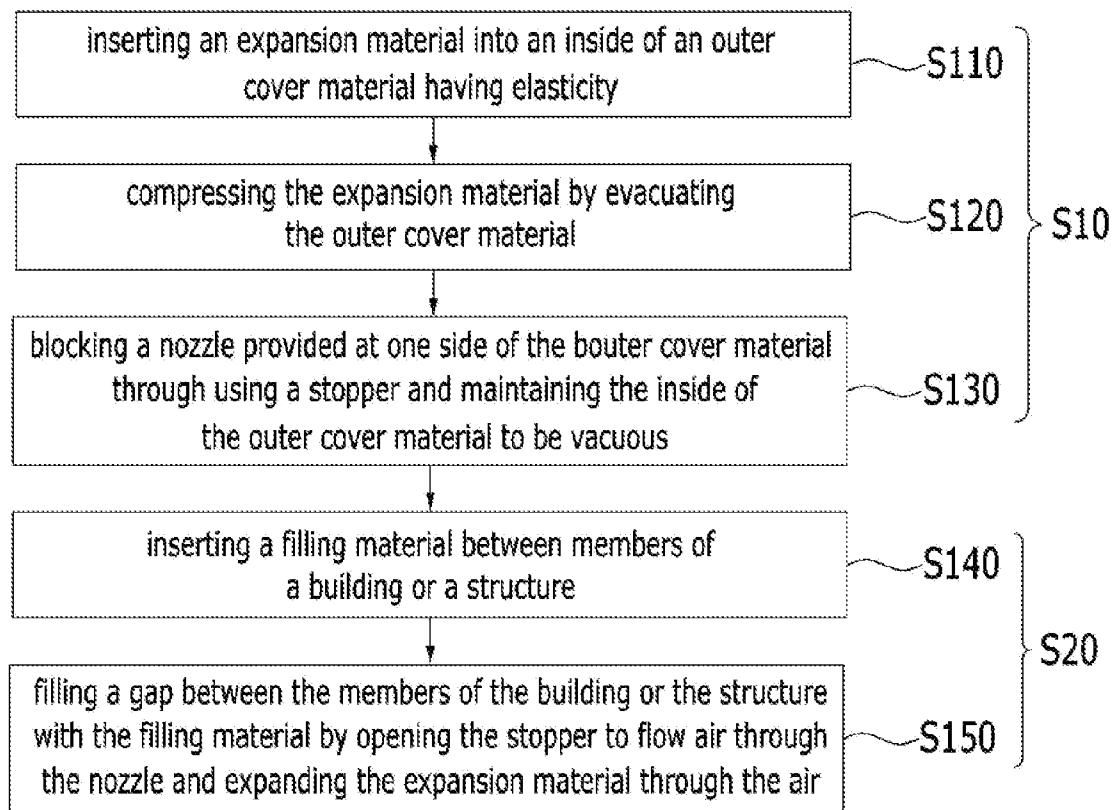 inserting an expansion material into an inside of an outer
cover material having elasticity
S110
compressing the expansion material by evacuating
the outer cover material
S120
S10
blocking a nozzle provided at one side of the bouter cover material
through using a stopper and maintaining the inside of
the outer cover material to be vacuous
S130
inserting a filling material between members of
a building or a structure
S140
S20
filling a gap between the members of the building or the structure
with the filling material by opening the stopper to flow air through
the nozzle and expanding the expansion material through the air
S150